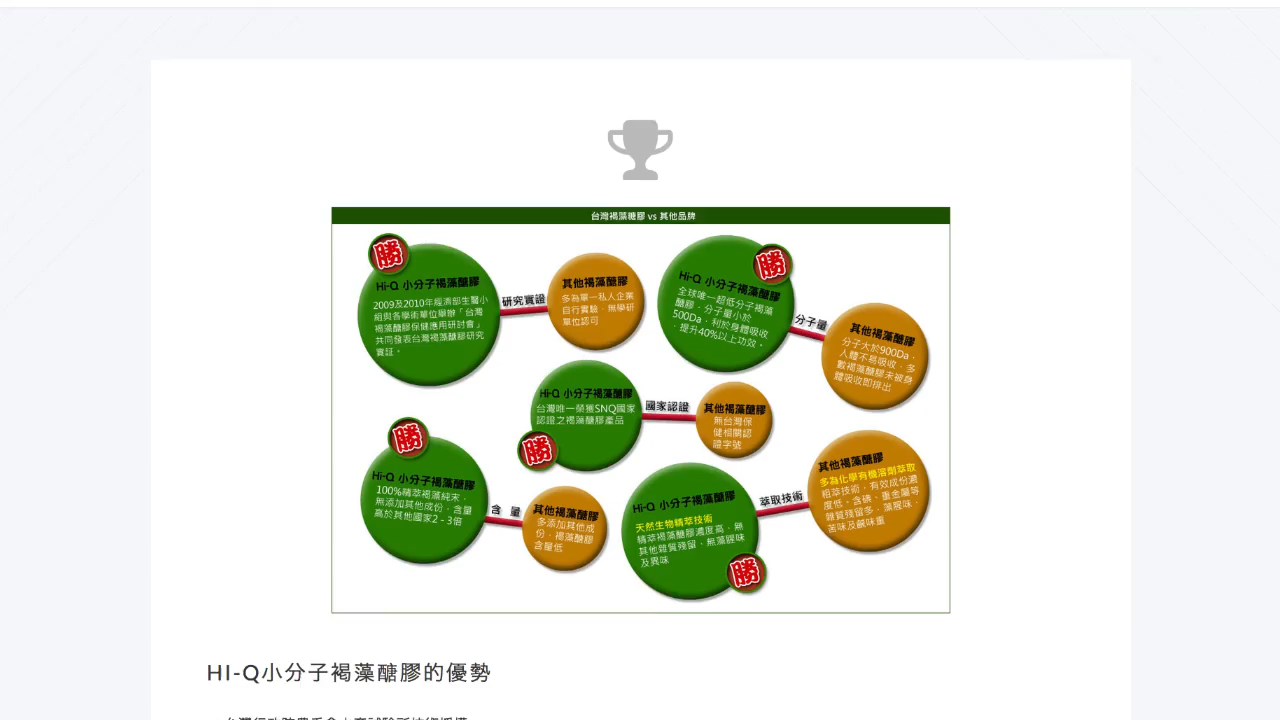 台灣褐藻糖膠 vs 其他品牌
勝
Hi-Q 小分子褐藻醣膠
2009及2010年經濟部生醫小
組與各學術單位舉辦「台灣
褐藻醣膠保健應用研討會」
共同發表台灣褐藻醣膠研究
實証。
研究實證
其他褐藻醣膠
多為單一私人企業
自行實驗，無學研
單位認可
勝
Hi-Q 小分子褐藻醣膠
全球唯一超低分子褐藻
醣膠，分子量小於
500Da，利於身體吸收
，提升40%以上功效。
分子量
其他褐藻醣膠
分子大於900Da，
人體不易吸收，多
數褐藻醣膠未被身
體吸收即排出
Hi-Q 小分子褐藻醣膠
台灣唯一榮獲SNQ國家
認證之褐藻醣膠產品
勝
國家認證
其他褐藻醣膠
無台灣保
健相關認
證字號
勝
Hi-Q 小分子褐藻醣膠
100%精萃褐藻純末，
無添加其他成份，含量
高於其他國家2 - 3倍
含 量
其他褐藻醣膠
多添加其他成
份，褐藻醣膠
含量低
Hi-Q 小分子褐藻醣膠
天然生物精萃技術
精萃褐藻醣膠濃度高，無
其他雜質殘留，無藻腥味
及異味
勝
萃取技術
其他褐藻醣膠
多為化學有機溶劑萃取
粗萃技術，有效成份濃
度低。含碘、重金屬等
雜質殘留多，藻腥味，
苦味及鹹味重
HI-Q小分子褐藻醣膠的優勢